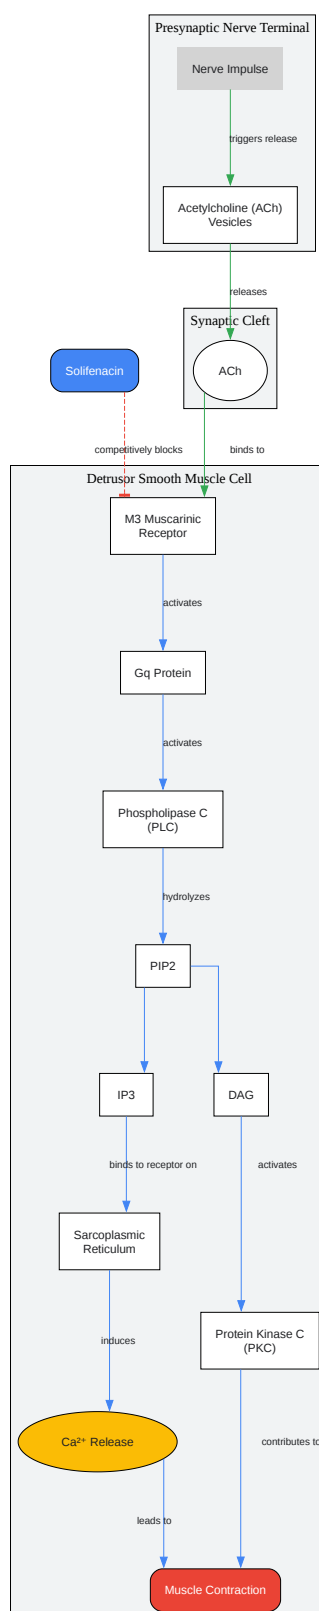 Presynaptic Nerve Terminal
Nerve Impulse
triggers release
Acetylcholine (ACh)
Vesicles
releases
Synaptic Cleft
ACh
Solifenacin
competitively blocks
binds to
Detrusor Smooth Muscle Cell
M3 Muscarinic
Receptor
activates
Gq Protein
activates
Phospholipase C
(PLC)
hydrolyzes
PIP2
IP3
DAG
binds to receptor on
activates
Sarcoplasmic
Reticulum
Protein Kinase C
(PKC)
induces
Ca²⁺ Release
contributes to
leads to
Muscle Contraction